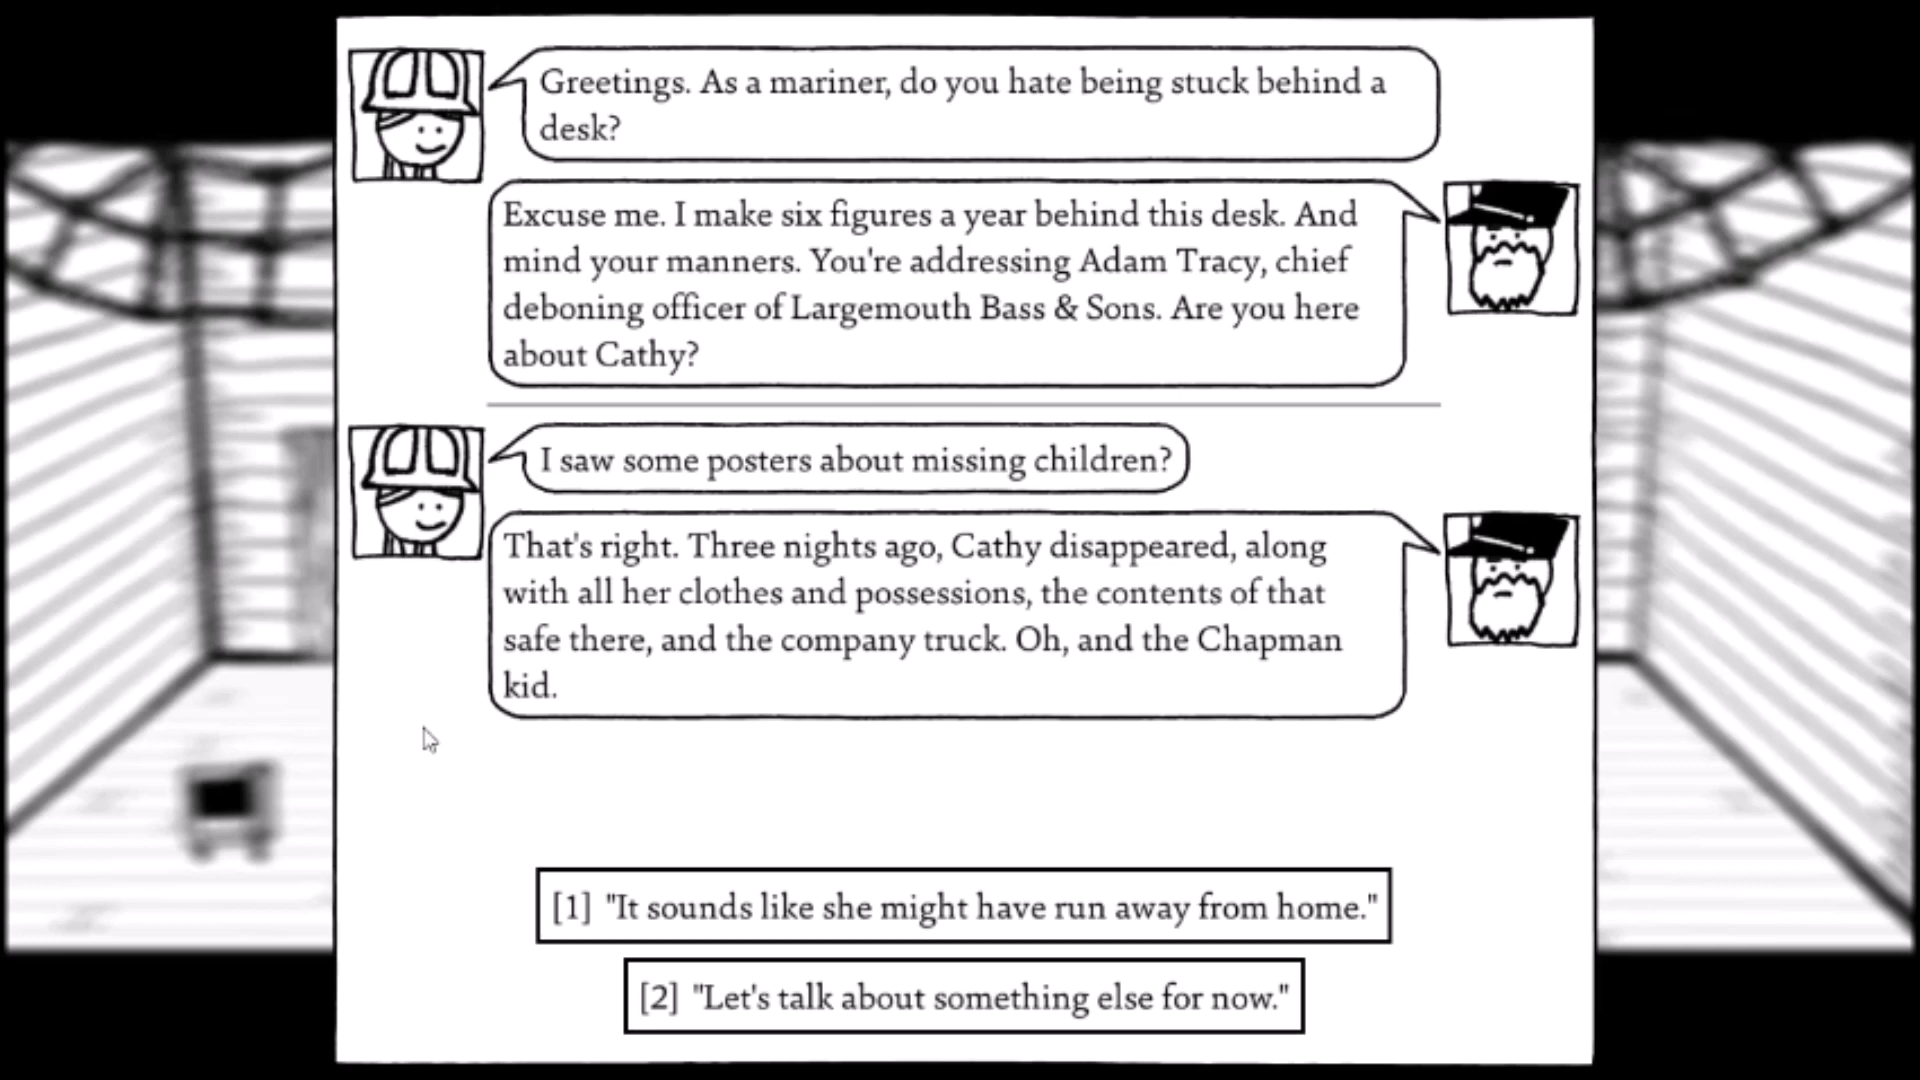 Greetings. As a mariner, do you hate being stuck behind a
desk?
Excuse me. I make six figures a year behind this desk. And
mind your manners. You're addressing Adam Tracy, chief
deboning officer of Largemouth Bass & Sons. Are you here
about Cathy?
I saw some posters about missing children?
That's right. Three nights ago, Cathy disappeared, along
with all her clothes and possessions, the contents of that
safe there, and the company truck. Oh, and the Chapman
kid.
[1] "It sounds like she might have run away from home."
[2] "Let's talk about something else for now."